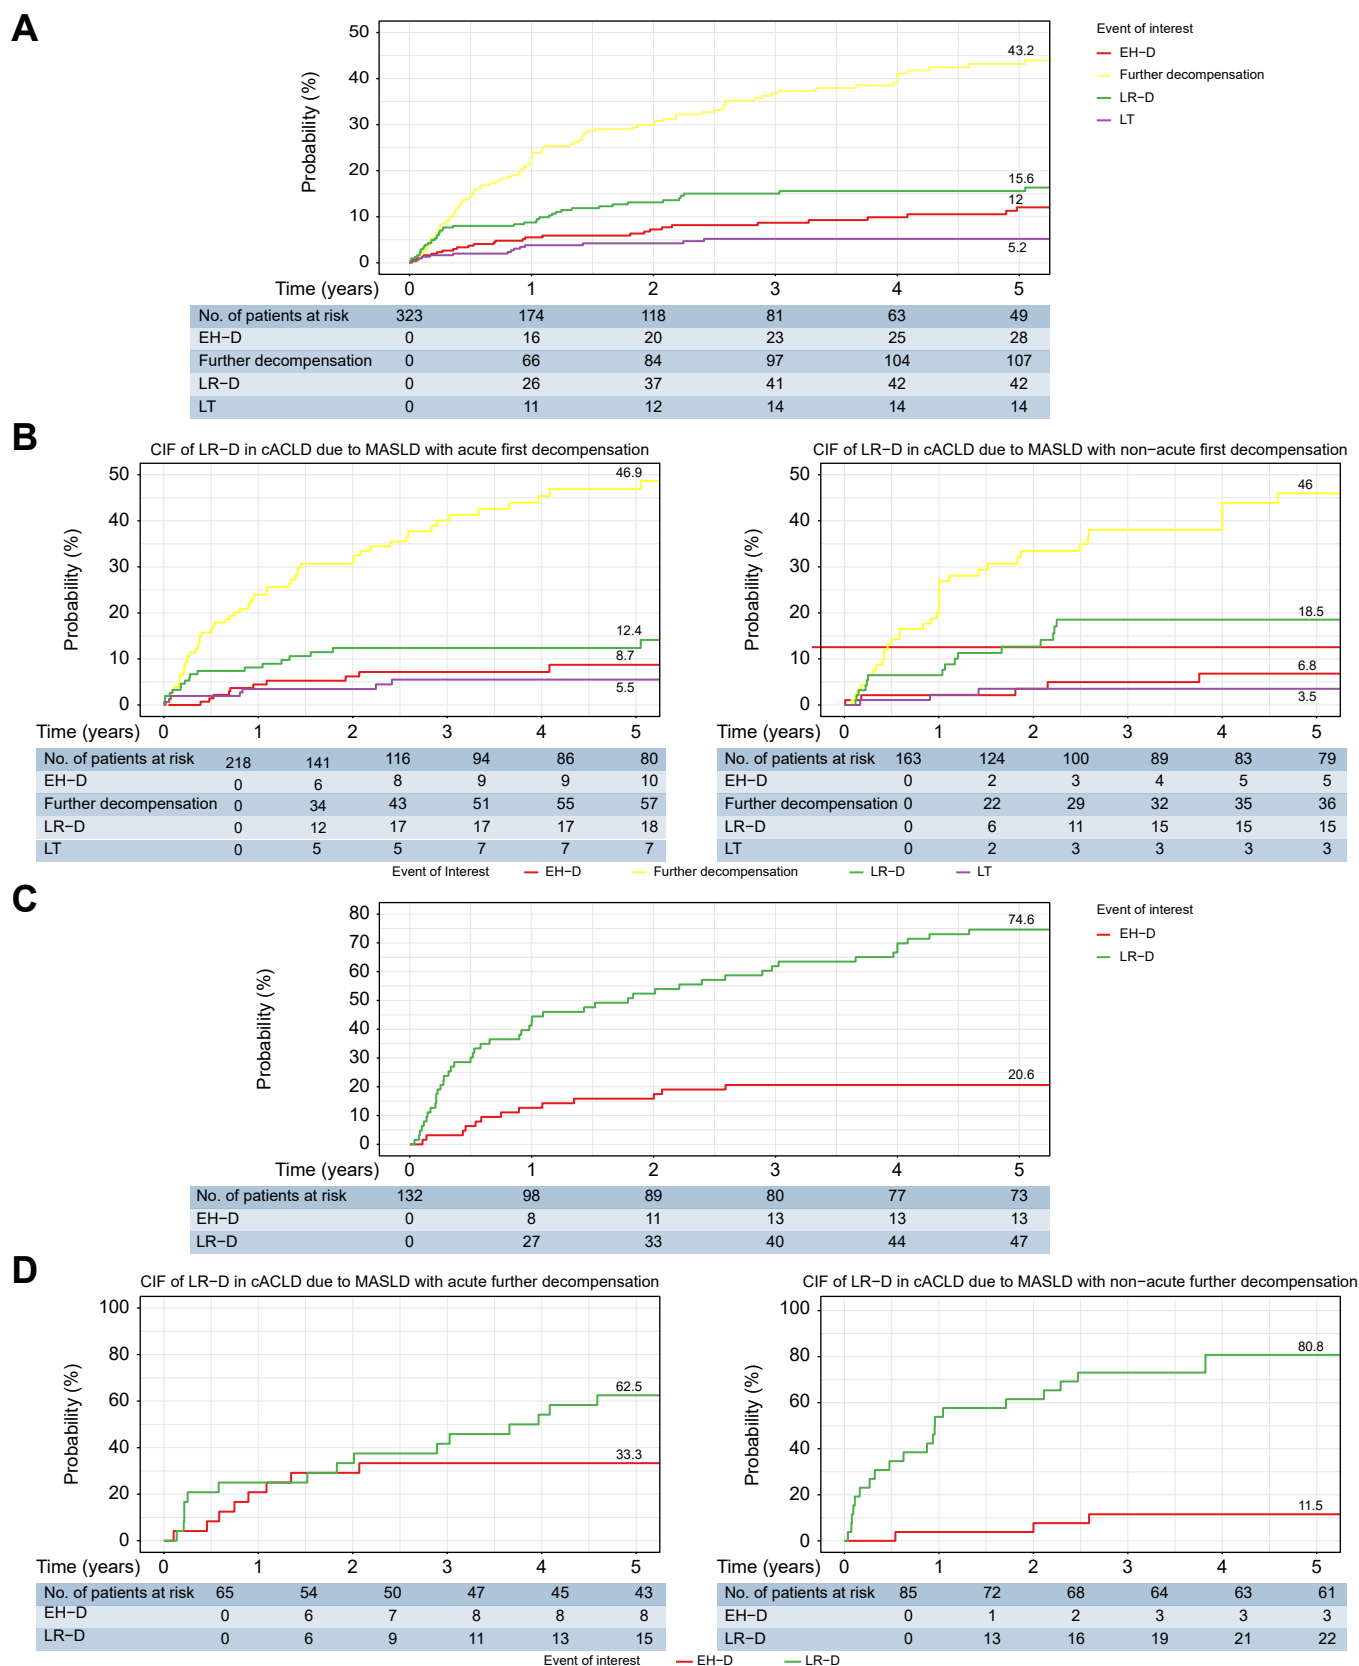 A
50
40
30
20
10
0
Probability (%)
43.2
15.6
12
5.2
Event of interest
EH−D
Further decompensation
LR−D
LT
Time (years) 0 1 2 3 4 5
No. of patients at risk 323 174 118 81 63 49
EH−D 0 16 20 23 25 28
Further decompensation 0 66 84 97 104 107
LR−D 0 26 37 41 42 42
LT 0 11 12 14 14 14
B
CIF of LR−D in cACLD due to MASLD with acute first decompensation
50
40
30
20
10
0
Probability (%)
46.9
12.4
8.7
5.5
Time (years) 0 1 2 3 4 5
No. of patients at risk 218 141 116 94 86 80
EH−D 0 6 8 9 9 10
Further decompensation 0 34 43 51 55 57
LR−D 0 12 17 17 17 18
LT 0 5 5 7 7 7
CIF of LR−D in cACLD due to MASLD with non−acute first decompensation
50
40
30
20
10
0
Probability (%)
46
18.5
6.8
3.5
Time (years) 0 1 2 3 4 5
No. of patients at risk 163 124 100 89 83 79
EH−D 0 2 3 4 5 5
Further decompensation 0 22 29 32 35 36
LR−D 0 6 11 15 15 15
LT 0 2 3 3 3 3
Event of Interest EH−D Further decompensation LR−D LT
C
80
70
60
50
40
30
20
10
0
Probability (%)
74.6
20.6
Event of interest
EH−D
LR−D
Time (years) 0 1 2 3 4 5
No. of patients at risk 132 98 89 80 77 73
EH−D 0 8 11 13 13 13
LR−D 0 27 33 40 44 47
D
CIF of LR−D in cACLD due to MASLD with acute further decompensation
100
80
60
40
20
0
Probability (%)
62.5
33.3
Time (years) 0 1 2 3 4 5
No. of patients at risk 65 54 50 47 45 43
EH−D 0 6 7 8 8 8
LR−D 0 6 9 11 13 15
CIF of LR−D in cACLD due to MASLD with non−acute further decompensation
100
80
60
40
20
0
Probability (%)
80.8
11.5
Time (years) 0 1 2 3 4 5
No. of patients at risk 85 72 68 64 63 61
EH−D 0 1 2 3 3 3
LR−D 0 13 16 19 21 22
Event of interest EH−D LR−D